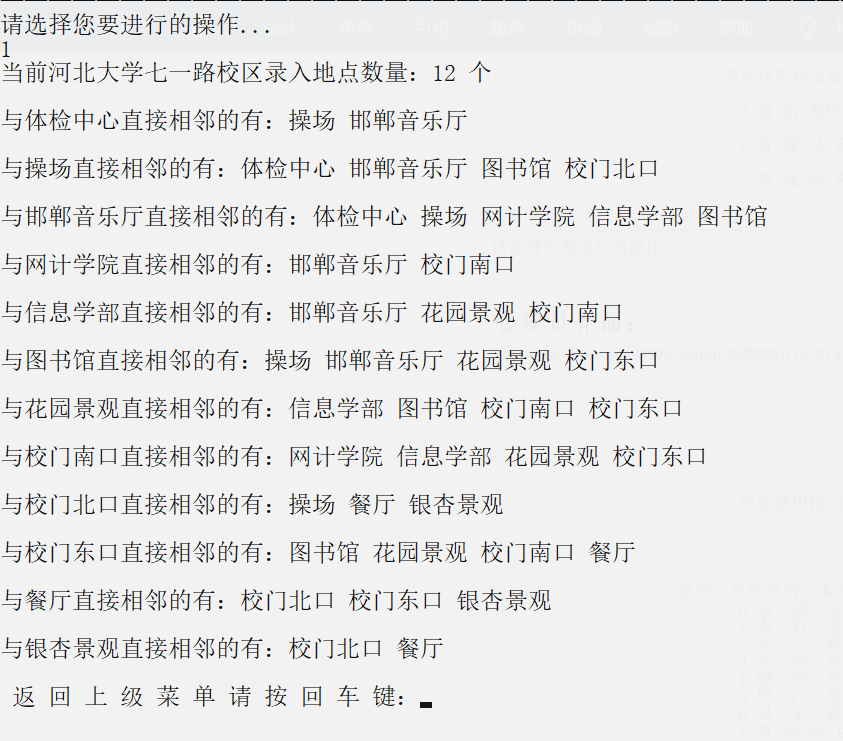 请选择您要进行的操作...
1
当前河北大学七一路校区录入地点数量：12 个
与体检中心直接相邻的有：操场 邯郸音乐厅
与操场直接相邻的有：体检中心 邯郸音乐厅 图书馆 校门北口
与邯郸音乐厅直接相邻的有：体检中心 操场 网计学院 信息学部 图书馆
与网计学院直接相邻的有：邯郸音乐厅 校门南口
与信息学部直接相邻的有：邯郸音乐厅 花园景观 校门南口
与图书馆直接相邻的有：操场 邯郸音乐厅 花园景观 校门东口
与花园景观直接相邻的有：信息学部 图书馆 校门南口 校门东口
与校门南口直接相邻的有：网计学院 信息学部 花园景观 校门东口
与校门北口直接相邻的有：操场 餐厅 银杏景观
与校门东口直接相邻的有：图书馆 花园景观 校门南口 餐厅
与餐厅直接相邻的有：校门北口 校门东口 银杏景观
与银杏景观直接相邻的有：校门北口 餐厅
返 回 上 级 菜 单 请 按 回 车 键：